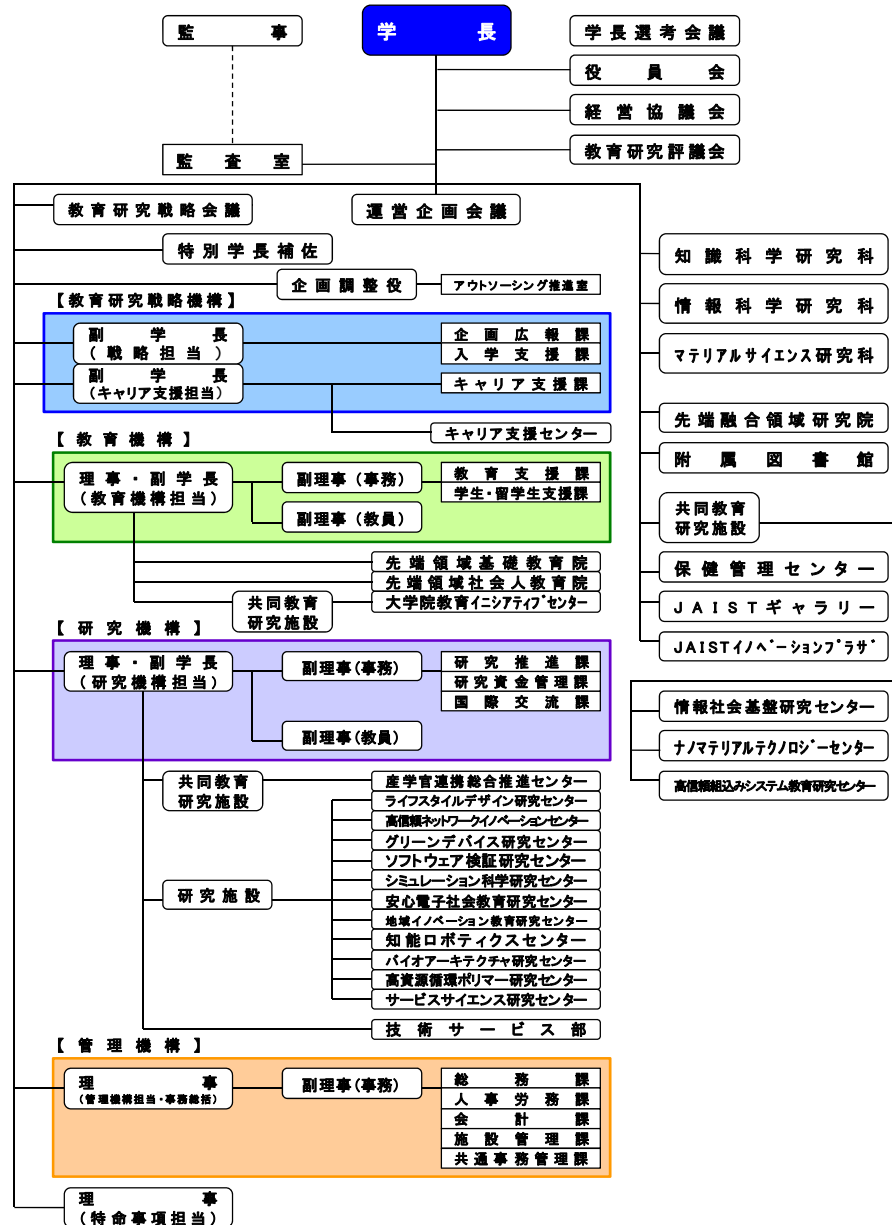 監事
学長
学長選考会議
役員会
経営協議会
教育研究評議会
監査室
教育研究戦略会議
運営企画会議
特別学長補佐
企画調整役
アウトソーシング推進室
【教育研究戦略機構】
副学長
(戦略担当)
企画広報課
入学支援課
副学長
(キャリア支援担当)
キャリア支援課
キャリア支援センター
【教育機構】
理事・副学長
(教育機構担当)
副理事(事務)
教育支援課
学生・留学生支援課
副理事(教員)
先端領域基礎教育院
先端領域社会人教育院
共同教育
研究施設
大学院教育イニシアティブセンター
【研究機構】
理事・副学長
(研究機構担当)
副理事(事務)
研究推進課
研究資金管理課
国際交流課
副理事(教員)
共同教育
研究施設
産学官連携総合推進センター
研究施設
ライフスタイルデザイン研究センター
高信頼ネットワークイノベーションセンター
グリーンデバイス研究センター
ソフトウェア検証研究センター
シミュレーション科学研究センター
安心電子社会教育研究センター
地域イノベーション教育研究センター
知能ロボティクスセンター
バイオアーキテクチャ研究センター
高資源循環ポリマー研究センター
サービスサイエンス研究センター
技術サービス部
【管理機構】
理事
(管理機構担当・事務総括)
副理事(事務)
総務課
人事労務課
会計課
施設管理課
共通事務管理課
理事
(特命事項担当)
知識科学研究科
情報科学研究科
マテリアルサイエンス研究科
先端融合領域研究院
附属図書館
共同教育
研究施設
保健管理センター
JAISTギャラリー
JAISTイノベーションプラザ
情報社会基盤研究センター
ナノマテリアルテクノロジーセンター
高信頼組込みシステム教育研究センター